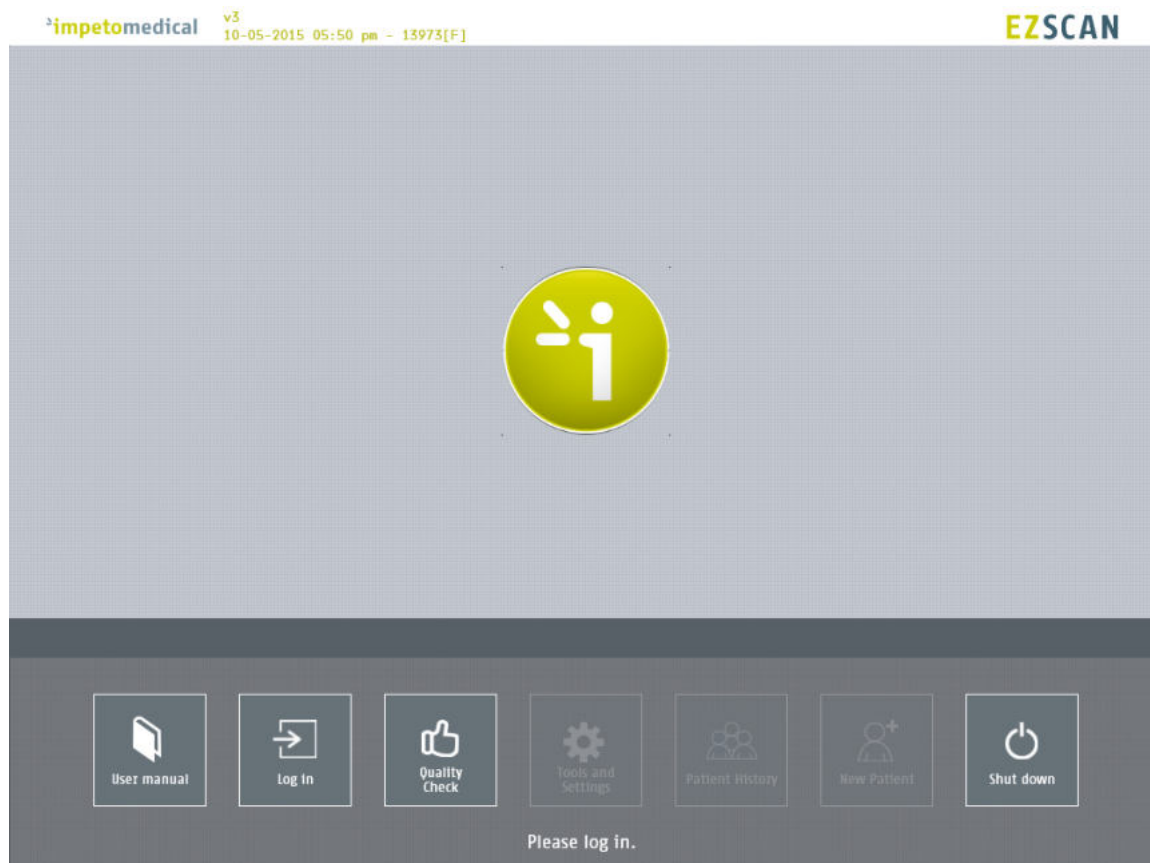 impetomedical
v3
10-05-2015 05:50 pm - 13973[F]
EZSCAN
User manual
Log in
Quality
Check
Tools and
Settings
Patient History
New Patient
Shut down
Please log in.